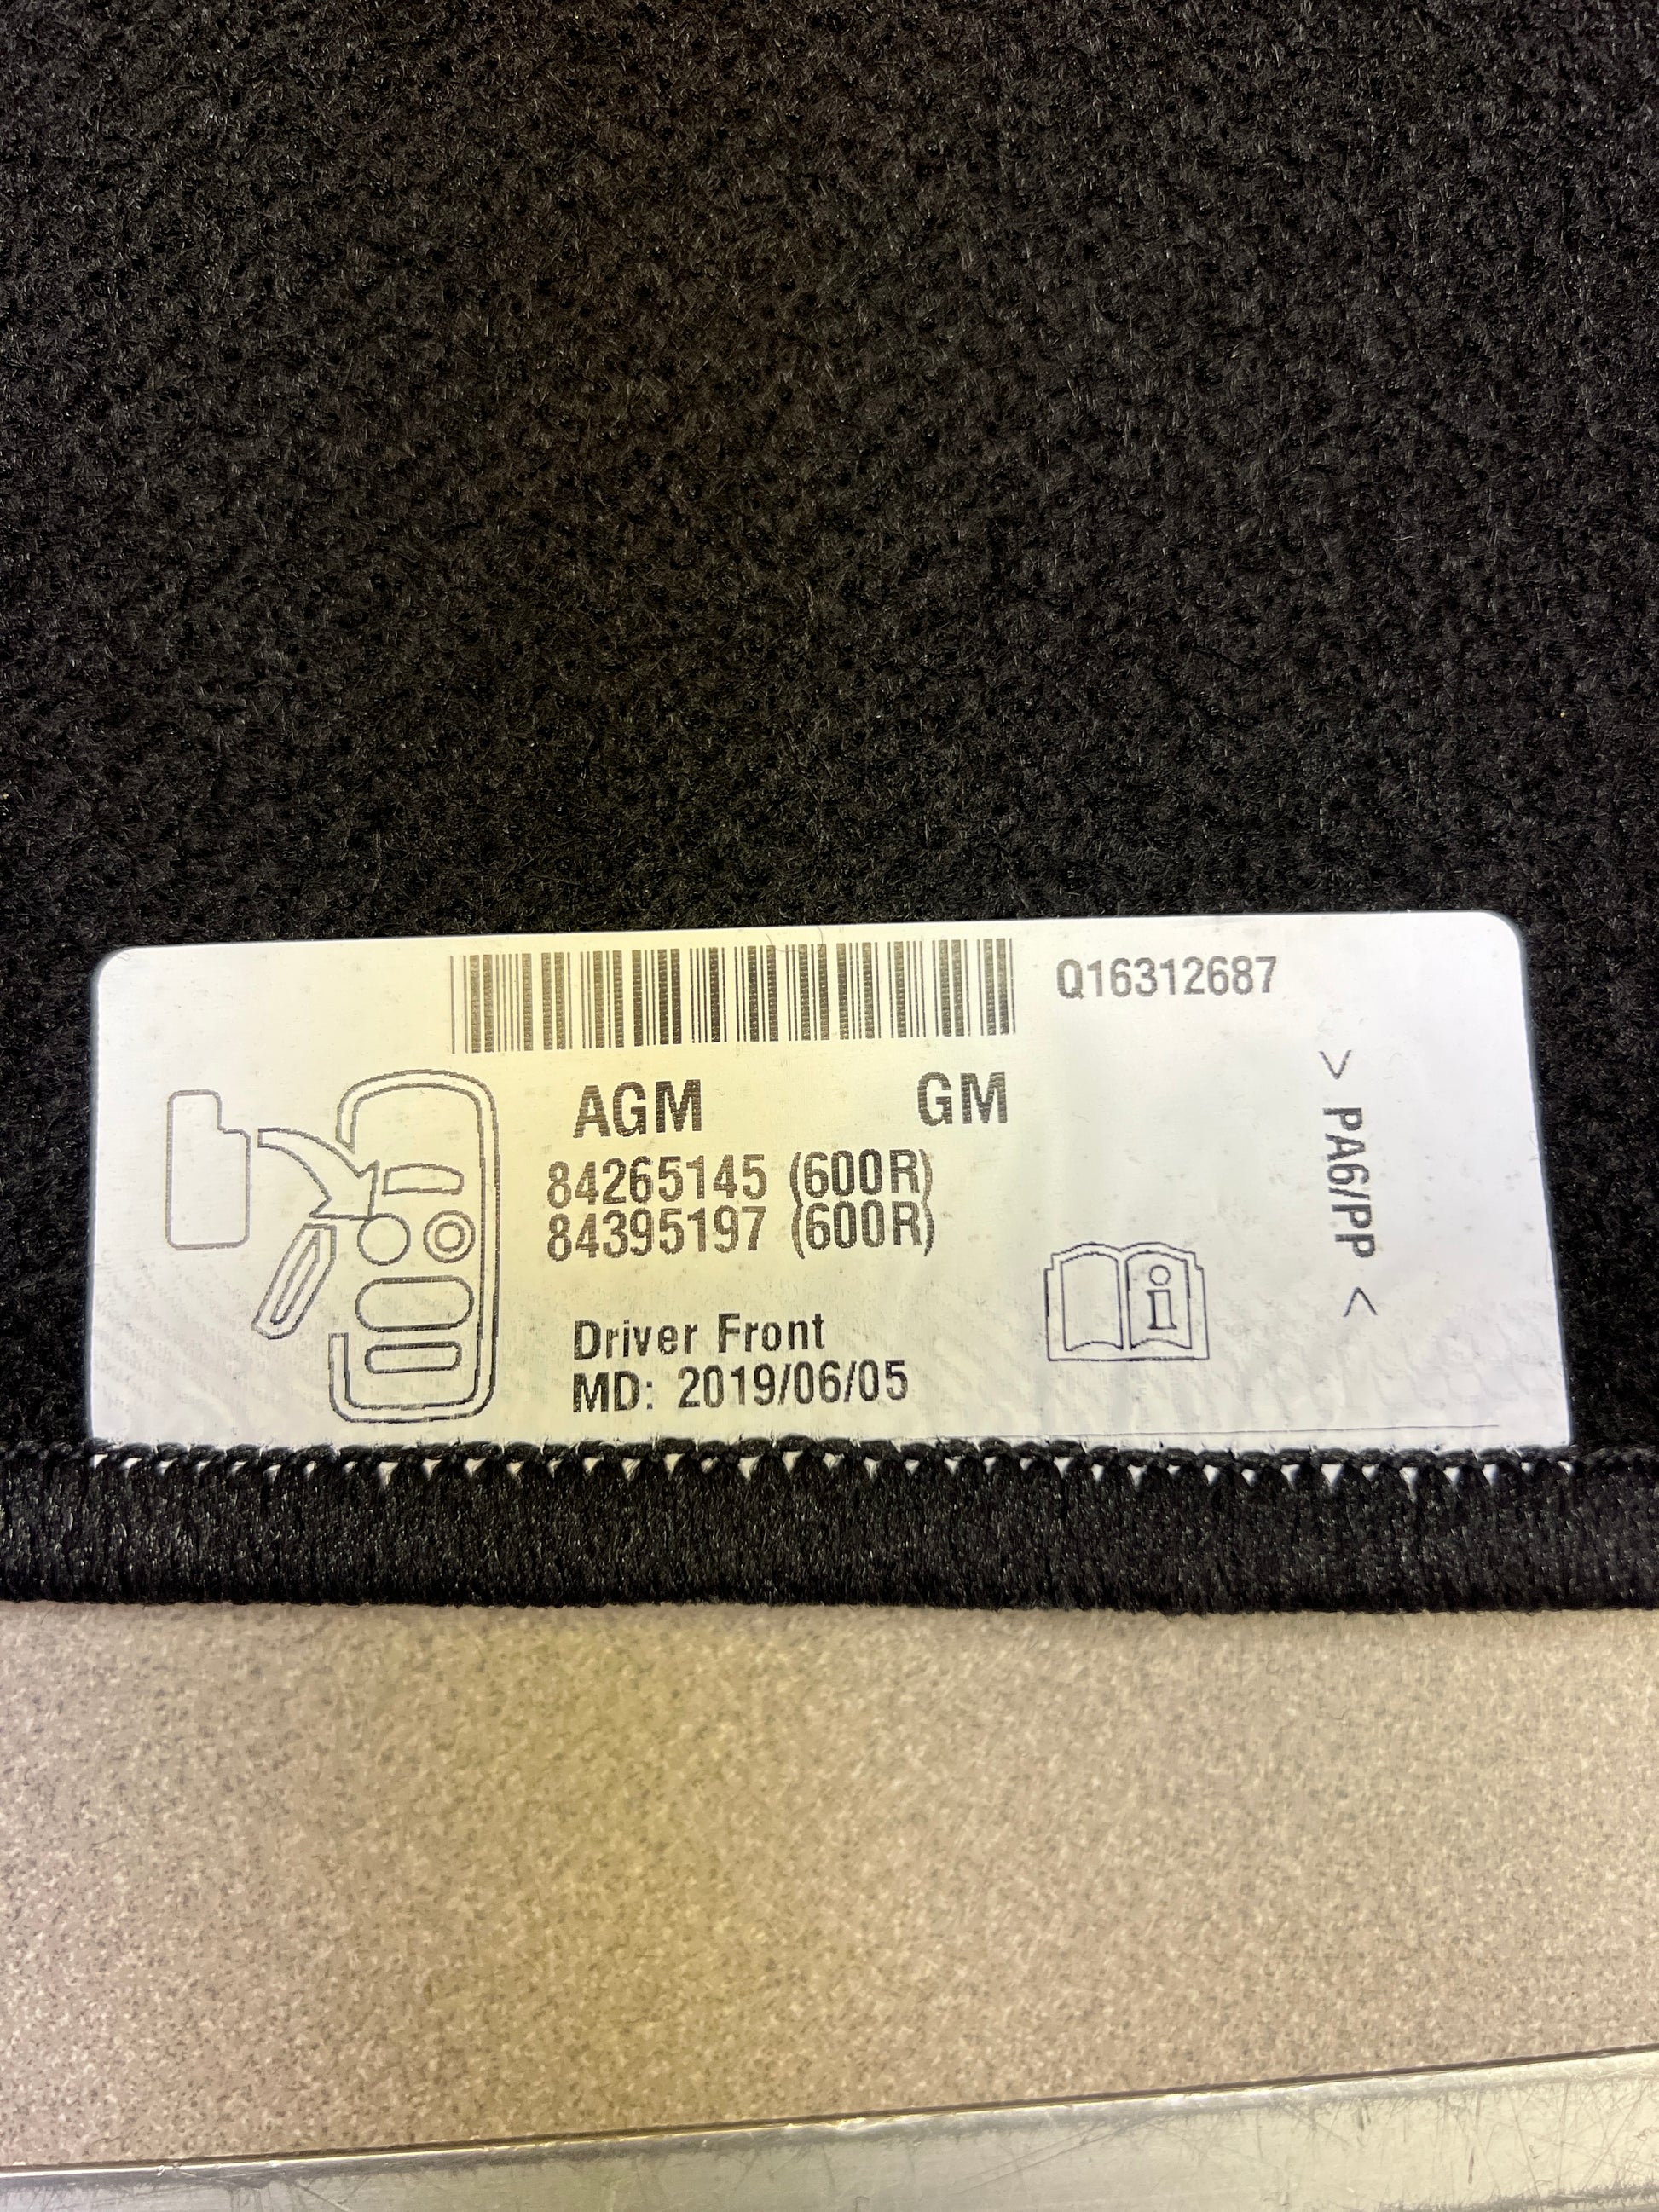 Q16312687
AGM GM
84265145 (600R)
84395197 (600R)
Driver Front
MD: 2019/06/05
> PA6/PP <
i